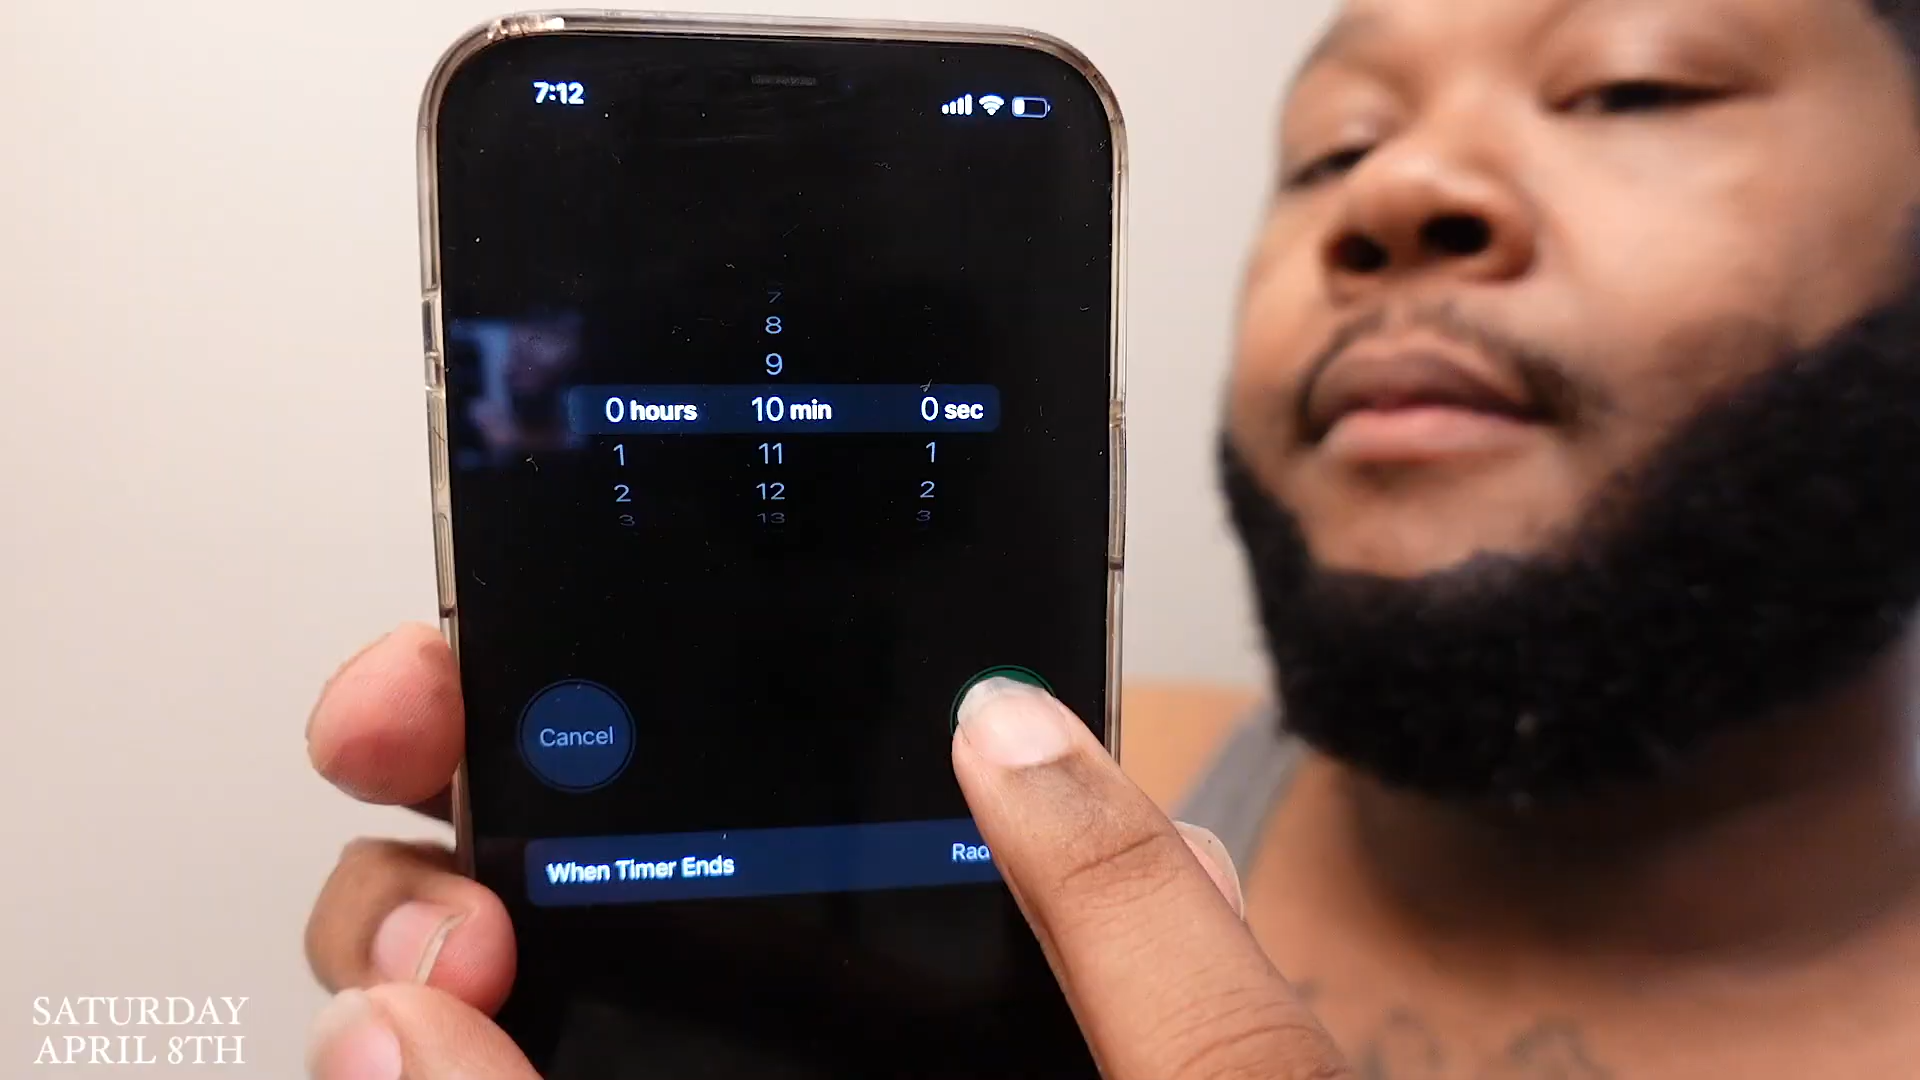 7:12
7
8
9
0 hours 10 min 0 sec
1 11 1
2 12 2
3 13 3
Cancel
When Timer Ends
SATURDAY
APRIL 8TH